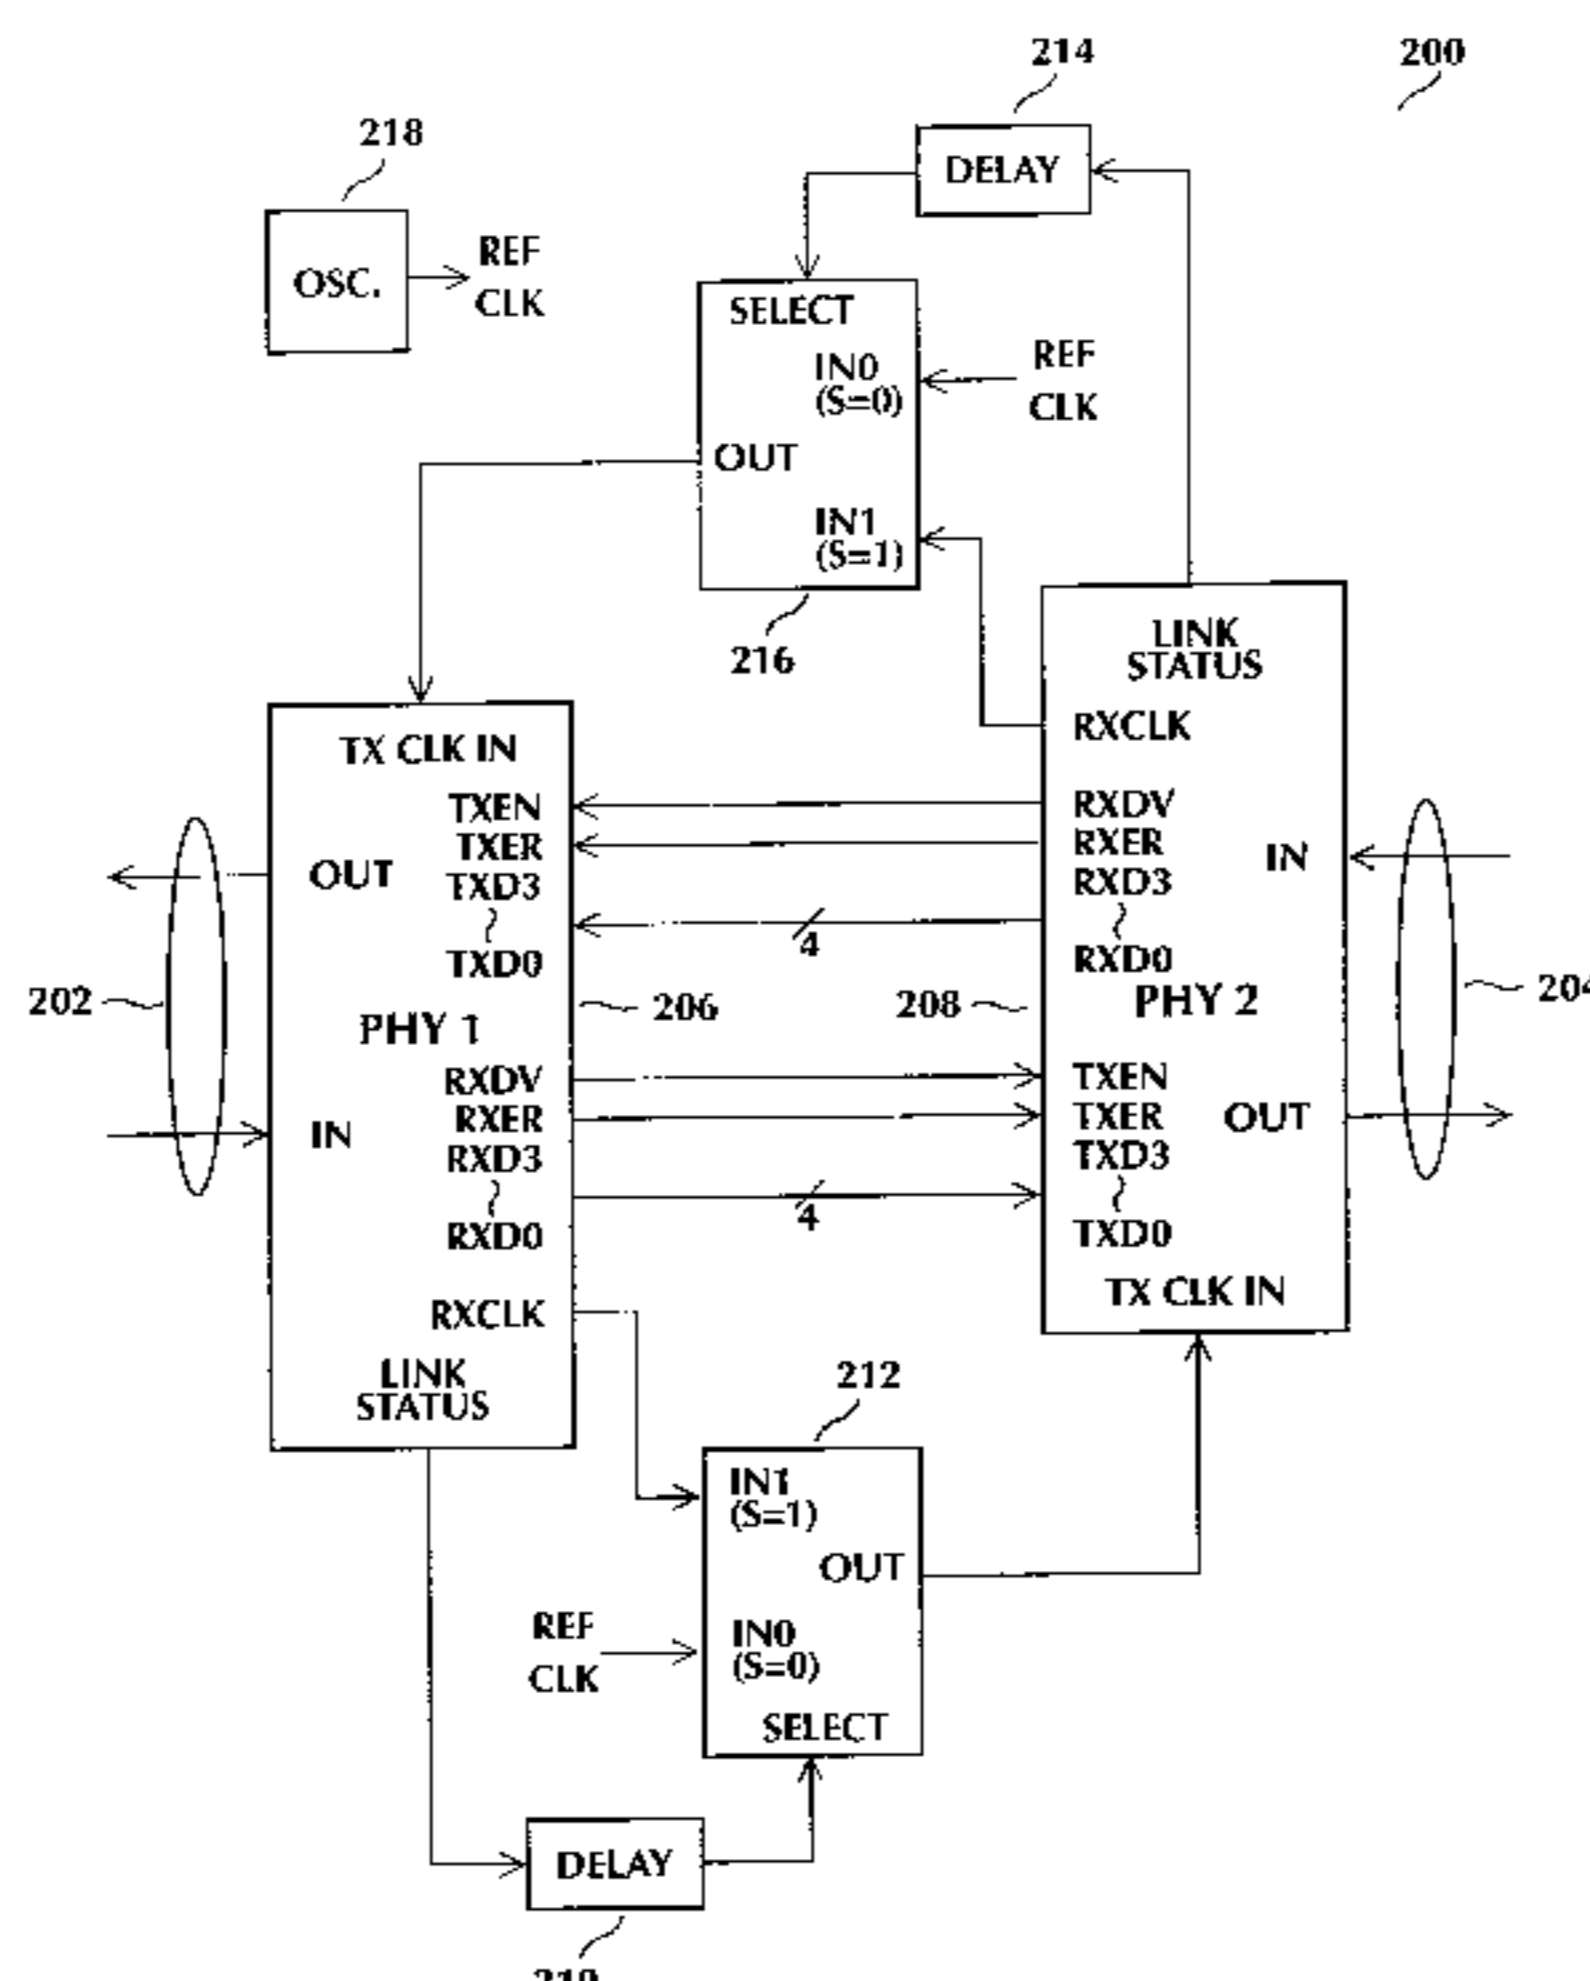 214
200
218
DELAY
OSC.
REF
CLK
SELECT
IN0
(S=0)
REF
CLK
OUT
IN1
(S=1)
216
LINK
STATUS
RXCLK
TX CLK IN
TXEN
TXER
TXD3
TXD0
OUT
PHY 1
RXDV
RXER
RXD3
RXD0
IN
RXCLK
LINK
STATUS
202
206
4
4
208
RXDV
RXER
RXD3
RXD0
IN
PHY 2
TXEN
TXER
TXD3
TXD0
OUT
TX CLK IN
212
IN1
(S=1)
OUT
REF
CLK
IN0
(S=0)
SELECT
DELAY